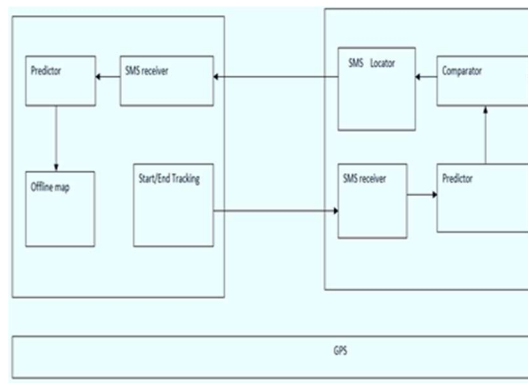 Predictor
SMS receiver
SMS Locator
Comparator
Offline map
Start/End Tracking
SMS receiver
Predictor
GPS